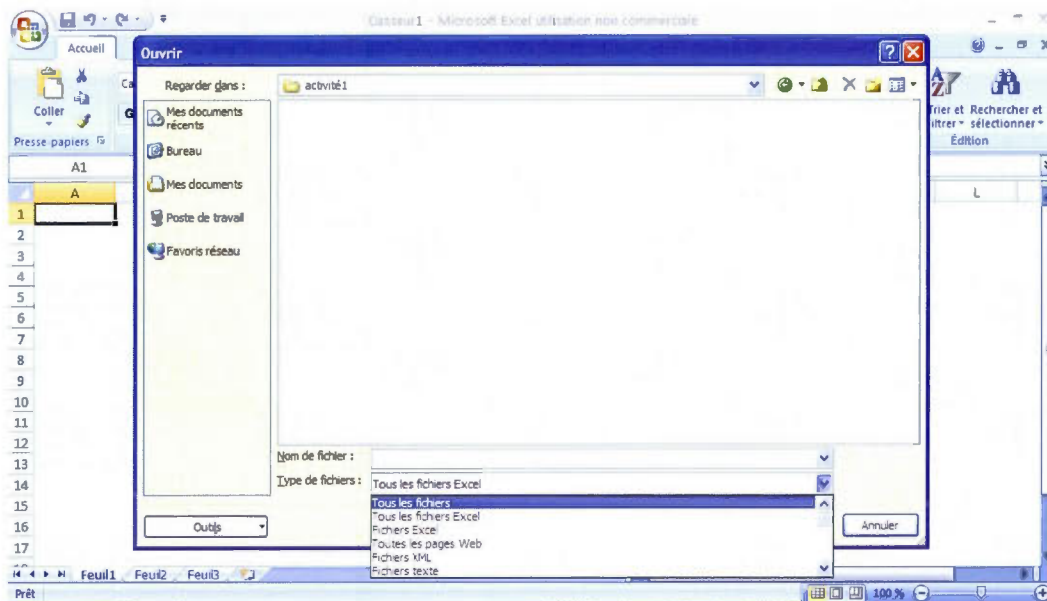 Classeur1 - Microsoft Excel utilisation non commerciale
Accueil
Coller
Presse papiers
Ca
G
Trier et
filtrer
Rechercher et
sélectionner
Édition
A1
A
L
1
2
3
4
5
6
7
8
9
10
11
12
13
14
15
16
17
Ouvrir
Regarder dans :
activité1
Mes documents
récents
Bureau
Mes documents
Poste de travail
Favoris réseau
Nom de fichier :
Type de fichiers :
Tous les fichiers Excel
Tous les fichiers
Tous les fichiers Excel
Fichiers Excel
Toutes les pages Web
Fichiers XML
Fichiers texte
Outils
Annuler
Feuil1
Feuil2
Feuil3
Prêt
100 %